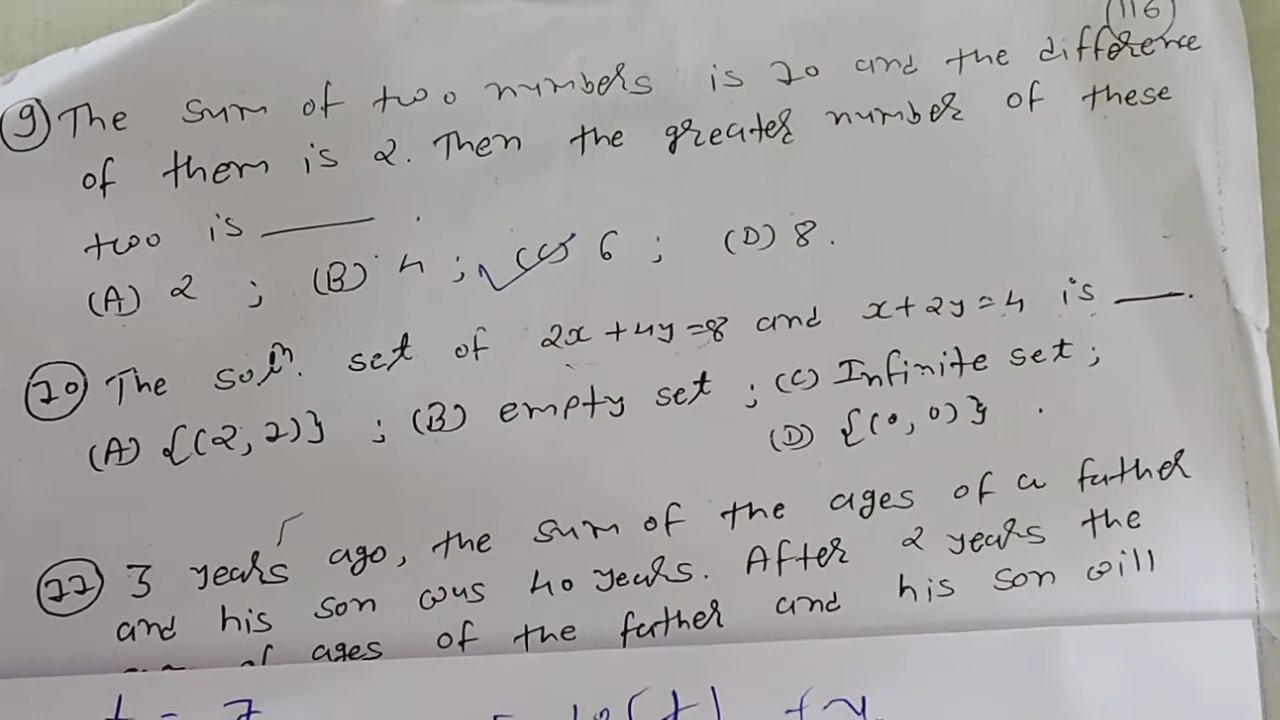 (116)
9) The sum of two numbers is 10 and the difference
of them is 2. Then the greater number of these
two is ____
(A) 2 ; (B) 4 ; (C) 6 ; (D) 8.
10) The solⁿ. set of 2x + 4y = 8 and x + 2y = 4 is ____.
(A) {(2, 1)} ; (B) empty set ; (C) Infinite set ;
(D) {(0, 0)} .
11) 3 years ago, the sum of the ages of a father
and his son was 40 years. After 2 years the
sum of ages of the father and his son will